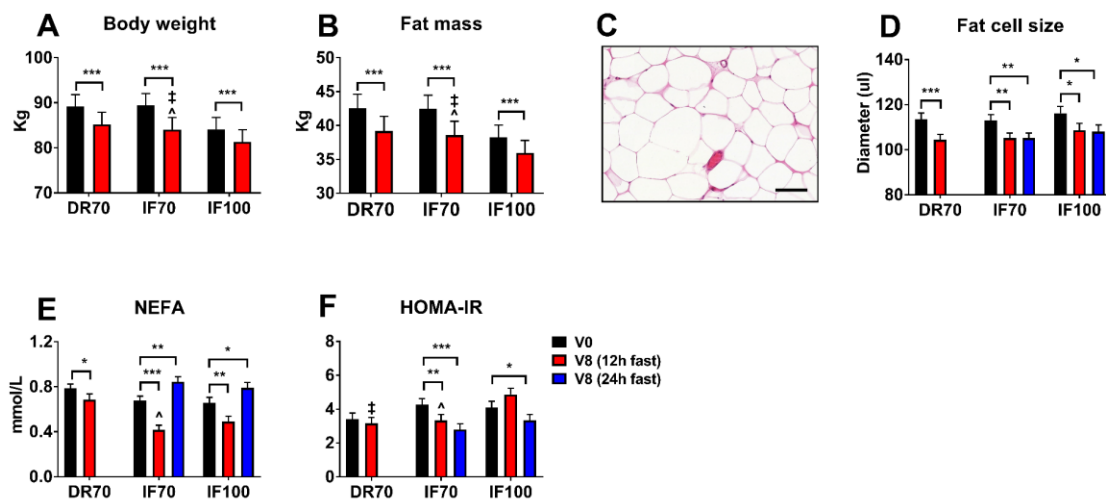 A Body weight
Kg
100
90
80
70
***
***
‡
^
***
DR70 IF70 IF100
B Fat mass
Kg
50
45
40
35
30
***
***
‡
^
***
DR70 IF70 IF100
C
D Fat cell size
Diameter (ul)
140
120
100
80
***
**
**
*
*
DR70 IF70 IF100
E NEFA
mmol/L
1.2
0.8
0.4
0.0
*
**
***
^
*
**
DR70 IF70 IF100
F HOMA-IR
8
6
4
2
0
‡
***
**
^
*
DR70 IF70 IF100
V0
V8 (12h fast)
V8 (24h fast)